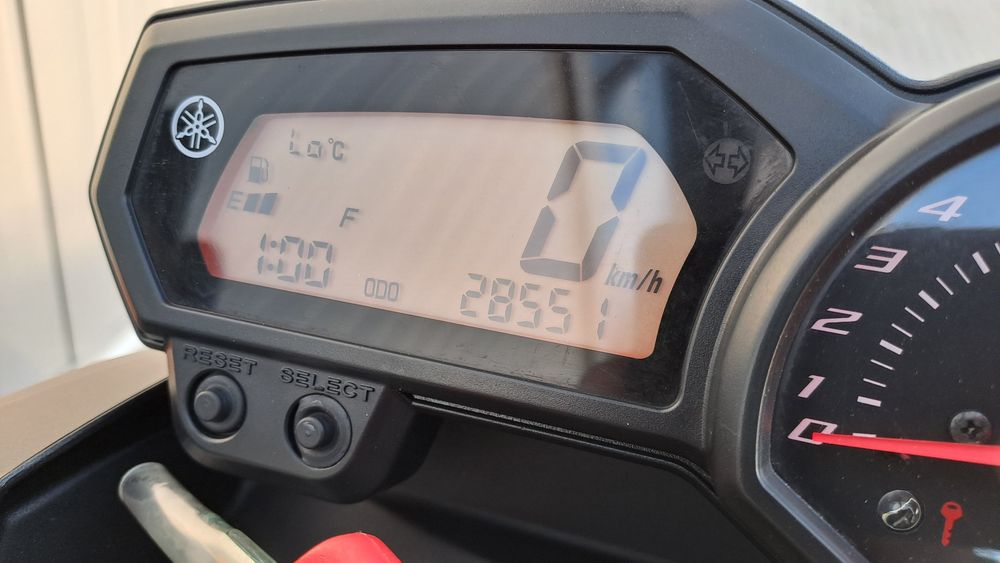 Lo°C
0
km/h
E
F
1:00
ODO
28551
RESET
SELECT
4
3
2
1
0